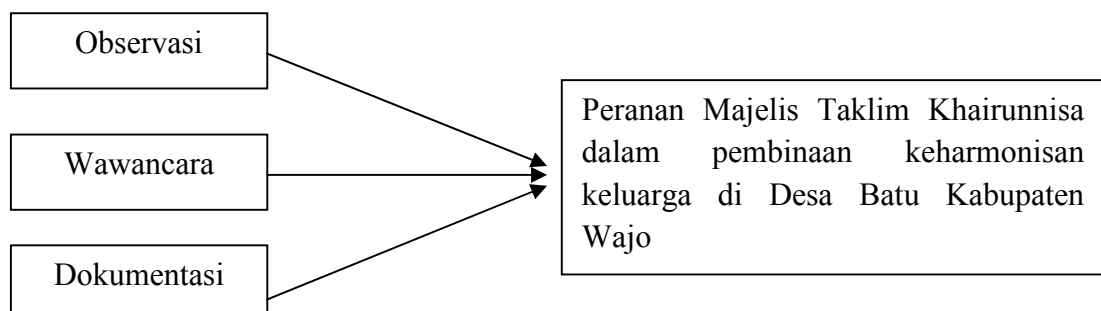 Observasi
Wawancara
Dokumentasi
Peranan Majelis Taklim Khairunnisa
dalam pembinaan keharmonisan
keluarga di Desa Batu Kabupaten
Wajo